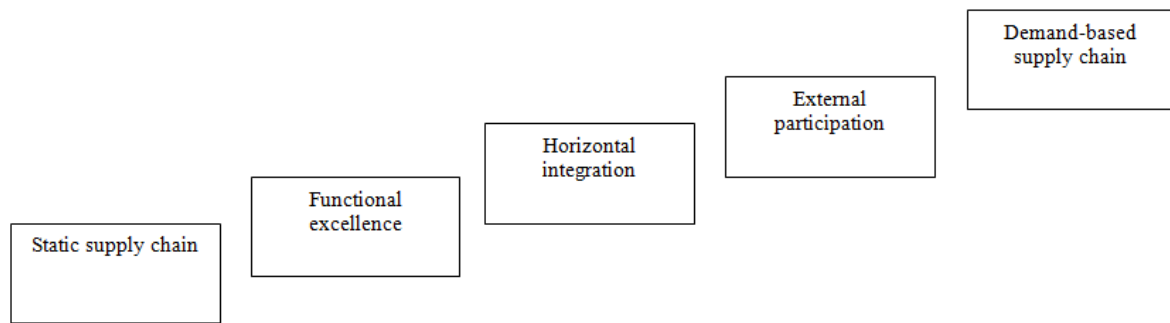 Static supply chain
Functional
excellence
Horizontal
integration
External
participation
Demand-based
supply chain